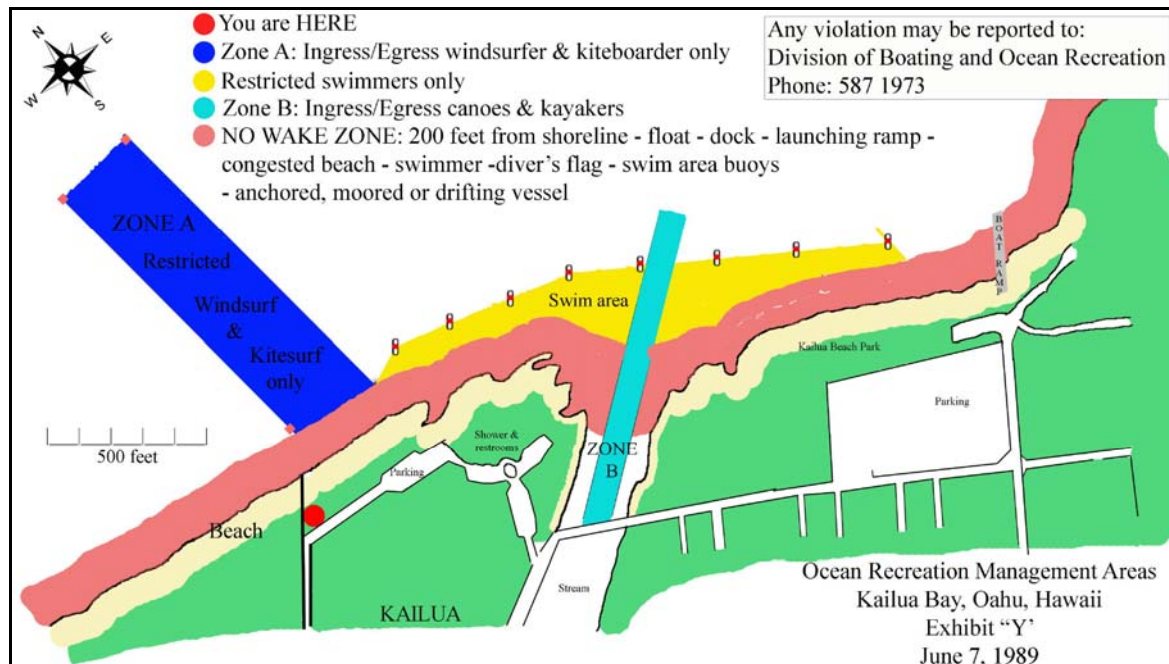 N
E
W
S
You are HERE
Zone A: Ingress/Egress windsurfer & kiteboarder only
Restricted swimmers only
Zone B: Ingress/Egress canoes & kayakers
NO WAKE ZONE: 200 feet from shoreline - float - dock - launching ramp -
congested beach - swimmer -diver's flag - swim area buoys
- anchored, moored or drifting vessel
Any violation may be reported to:
Division of Boating and Ocean Recreation
Phone: 587 1973
ZONE A
Restricted
Windsurf
&
Kitesurf
only
Swim area
BOAT RAMP
Kailua Beach Park
Parking
500 feet
Shower &
restrooms
Parking
ZONE
B
Beach
Stream
KAILUA
Ocean Recreation Management Areas
Kailua Bay, Oahu, Hawaii
Exhibit “Y’
June 7, 1989